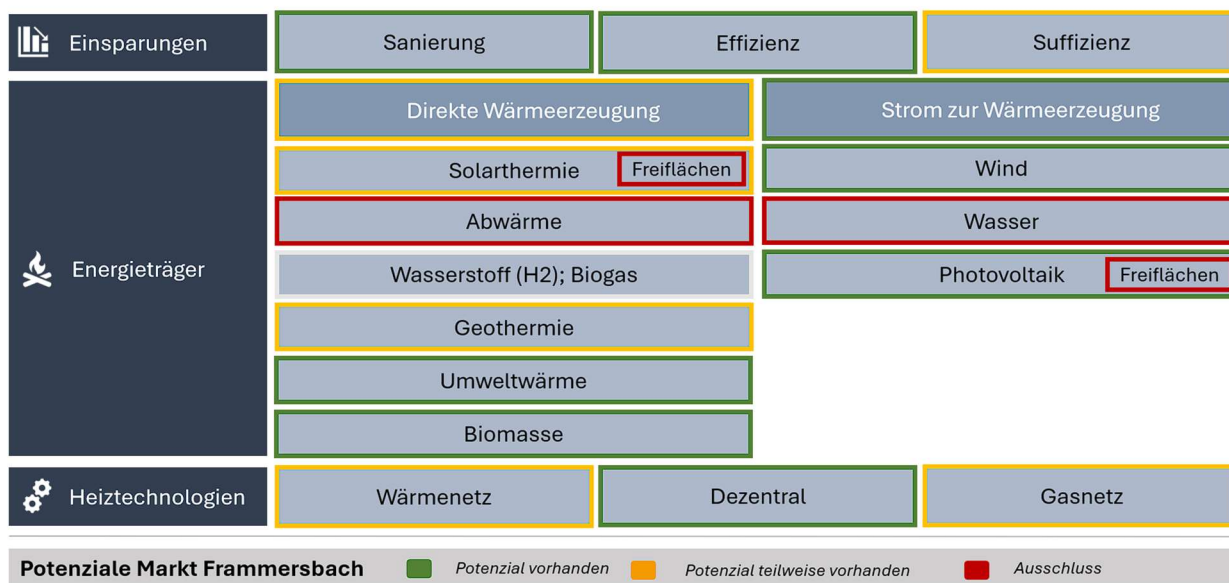 Einsparungen
Sanierung
Effizienz
Suffizienz
Energieträger
Direkte Wärmeerzeugung
Strom zur Wärmeerzeugung
Solarthermie
Freiflächen
Wind
Abwärme
Wasser
Wasserstoff (H2); Biogas
Photovoltaik
Freiflächen
Geothermie
Umweltwärme
Biomasse
Heiztechnologien
Wärmenetz
Dezentral
Gasnetz
Potenziale Markt Frammersbach
Potenzial vorhanden
Potenzial teilweise vorhanden
Ausschluss